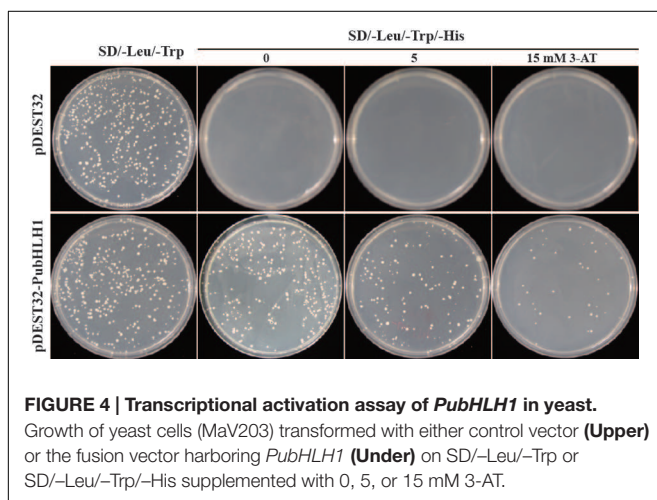 SD/-Leu/-Trp
SD/-Leu/-Trp/-His
0
5
15 mM 3-AT
pDEST32
pDEST32-PubHLH1
FIGURE 4 | Transcriptional activation assay of PubHLH1 in yeast.
Growth of yeast cells (MaV203) transformed with either control vector (Upper)
or the fusion vector harboring PubHLH1 (Under) on SD/–Leu/–Trp or
SD/–Leu/–Trp/–His supplemented with 0, 5, or 15 mM 3-AT.